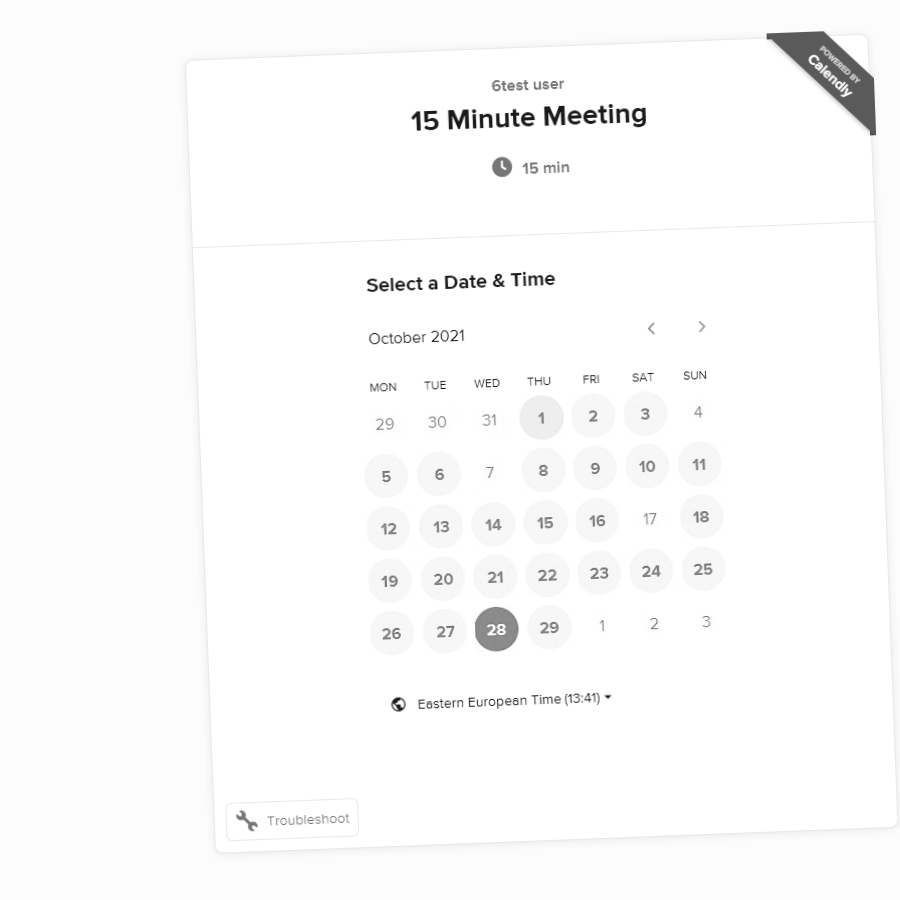 POWERED BY
Calendly
6test user
15 Minute Meeting
15 min
Select a Date & Time
October 2021
MON TUE WED THU FRI SAT SUN
29 30 31 1 2 3 4
5 6 7 8 9 10 11
12 13 14 15 16 17 18
19 20 21 22 23 24 25
26 27 28 29 1 2 3
Eastern European Time (13:41)
Troubleshoot